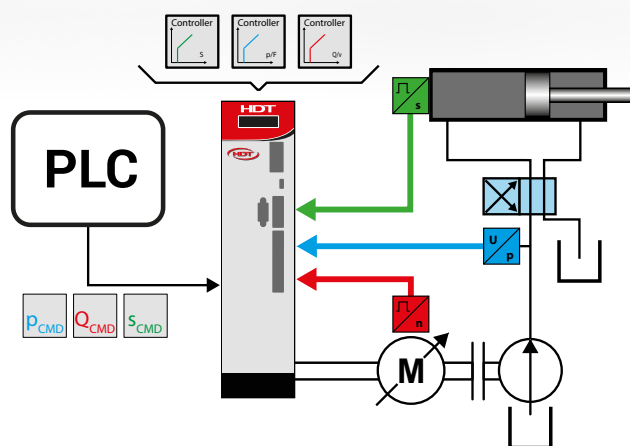 Controller
S
Controller
p/F
Controller
Q/v
HDT
HDT
PLC
s
U
p
pCMD
QCMD
sCMD
n
M